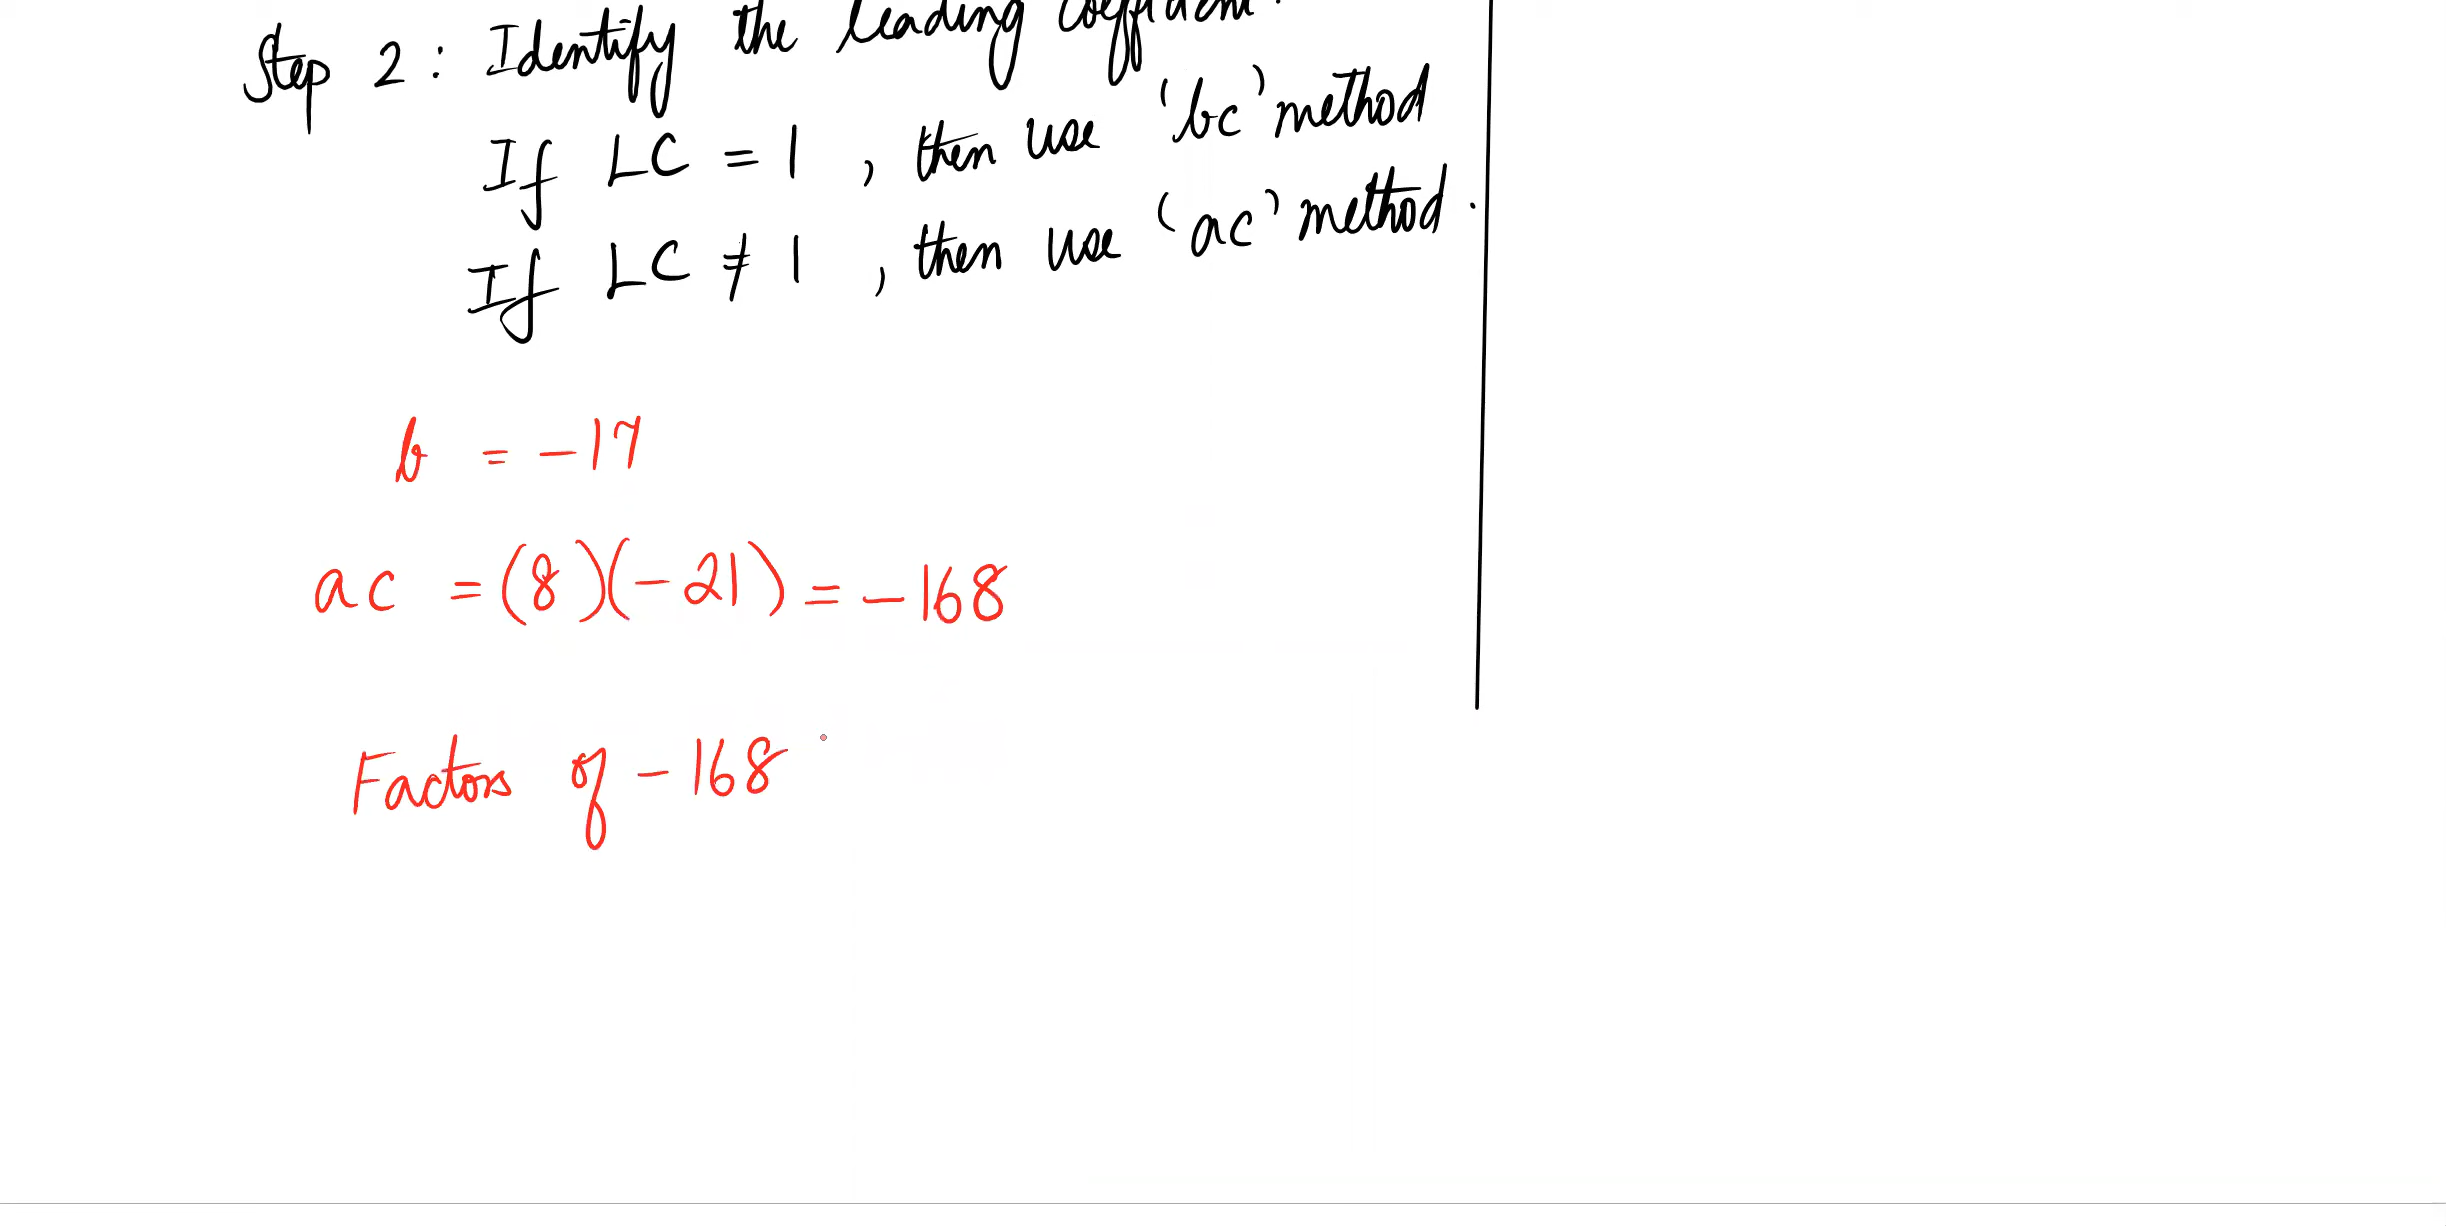 Step 2: Identify the leading coefficient.
If LC = 1, then use 'bc' method
If LC ≠ 1, then use 'ac' method.
b = -17
ac = (8)(-21) = -168
Factors of -168